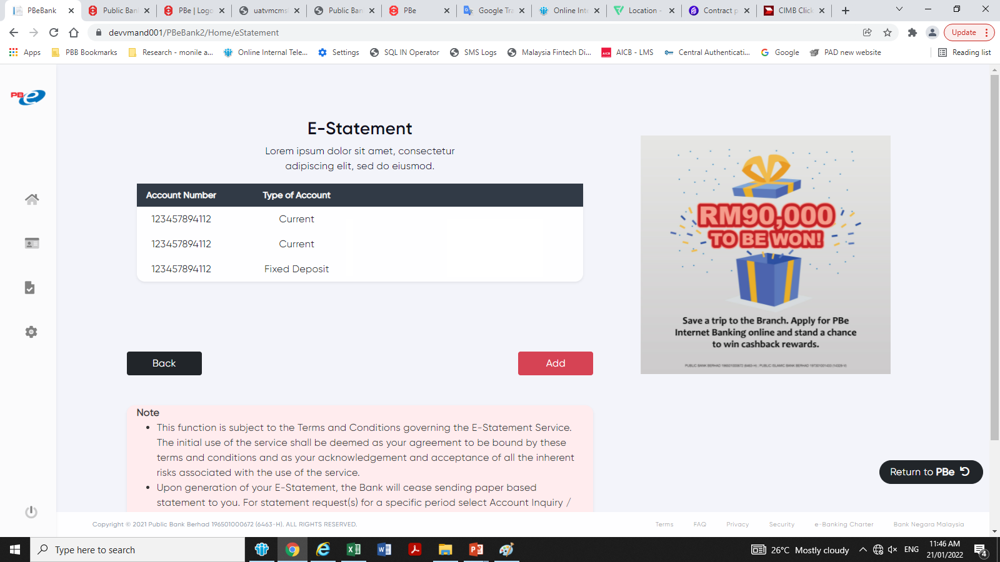 PBeBank
Public Ban
PBe | Logo
uatvmcms
Public Ban
PBe
Google Tra
Online Inte
Location -
Contract p
CIMB Click
devvmand001/PBeBank2/Home/eStatement
Update
Apps
PBB Bookmarks
Research - monile a...
Online Internal Tele...
Settings
SQL IN Operator
SMS Logs
Malaysia Fintech Di...
AICB - LMS
Central Authenticati...
Google
PAD new website
Reading list
PBe
E-Statement
Lorem ipsum dolor sit amet, consectetur
adipiscing elit, sed do eiusmod.
Account Number Type of Account
123457894112 Current
123457894112 Current
123457894112 Fixed Deposit
Back
Add
RM90,000
TO BE WON!
Save a trip to the Branch. Apply for PBe
Internet Banking online and stand a chance
to win cashback rewards.
Note
• This function is subject to the Terms and Conditions governing the E-Statement Service.
The initial use of the service shall be deemed as your agreement to be bound by these
terms and conditions and as your acknowledgement and acceptance of all the inherent
risks associated with the use of the service.
• Upon generation of your E-Statement, the Bank will cease sending paper based
statement to you. For statement request(s) for a specific period select Account Inquiry /
Return to PBe
Copyright © 2021 Public Bank Berhad 196501000672 (6463-H). ALL RIGHTS RESERVED.
Terms FAQ Privacy Security e-Banking Charter Bank Negara Malaysia
Type here to search
26°C Mostly cloudy
ENG
11:46 AM
21/01/2022
4